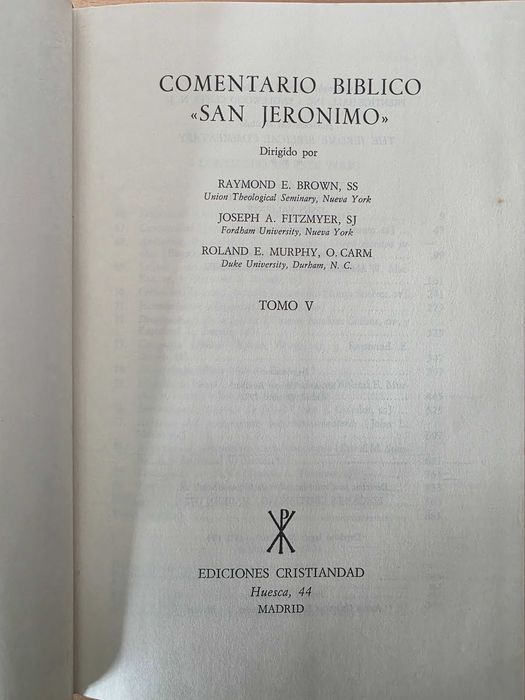 COMENTARIO BIBLICO
«SAN JERONIMO»
Dirigido por
RAYMOND E. BROWN, SS
Union Theological Seminary, Nueva York
JOSEPH A. FITZMYER, SJ
Fordham University, Nueva York
ROLAND E. MURPHY, O. CARM
Duke University, Durham, N. C.
TOMO V
EDICIONES CRISTIANDAD
Huesca, 44
MADRID